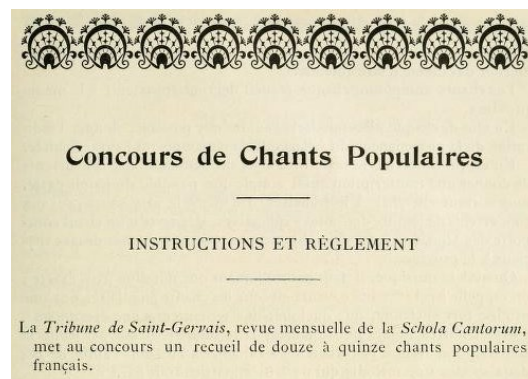 Concours de Chants Populaires
INSTRUCTIONS ET RÈGLEMENT
La Tribune de Saint-Gervais, revue mensuelle de la Schola Cantorum,
met au concours un recueil de douze à quinze chants populaires
français.